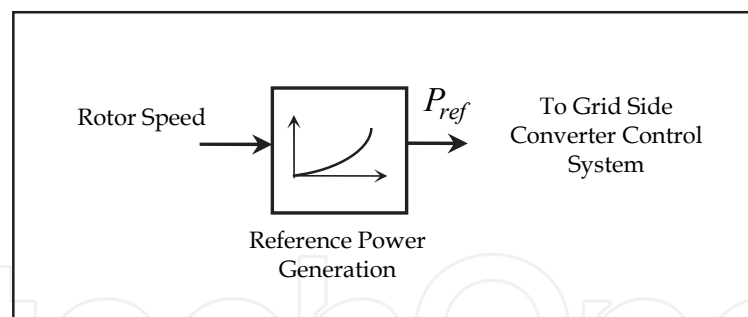 Rotor Speed
P_ref
To Grid Side
Converter Control
System
Reference Power
Generation